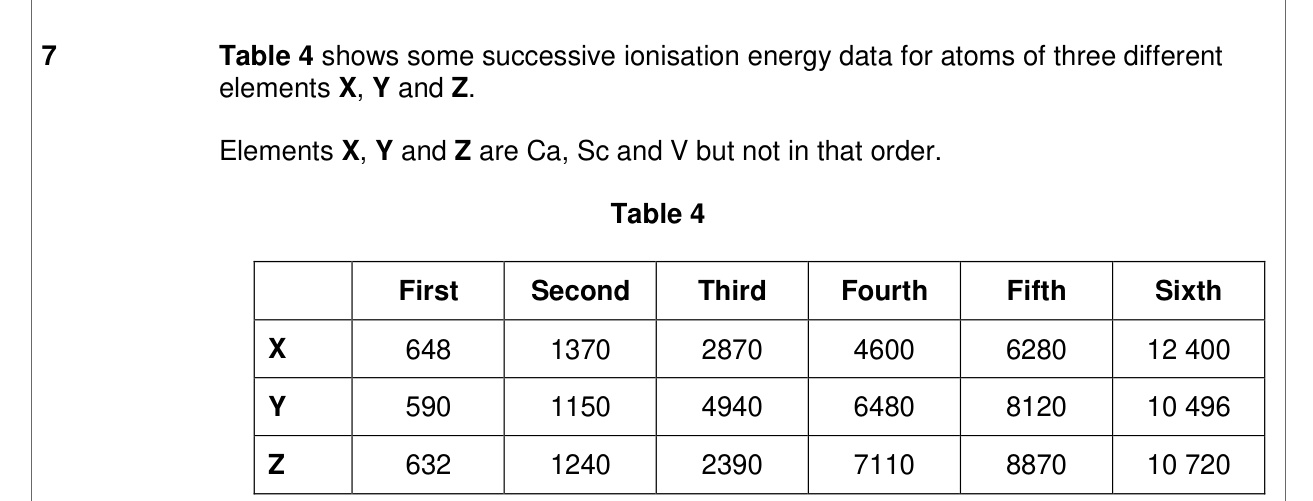 7 Table 4 shows some successive ionisation energy data for atoms of three different
elements X, Y and Z.
Elements X, Y and Z are Ca, Sc and V but not in that order.
Table 4
First Second Third Fourth Fifth Sixth
X 648 1370 2870 4600 6280 12 400
Y 590 1150 4940 6480 8120 10 496
Z 632 1240 2390 7110 8870 10 720